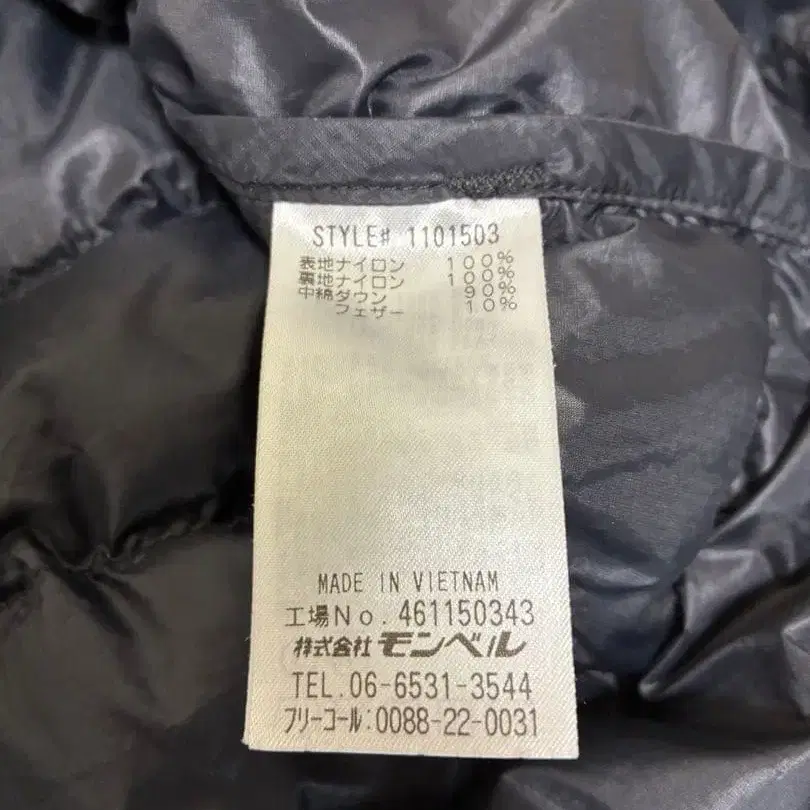 STYLE# 1101503
表地ナイロン 100%
裏地ナイロン 100%
中綿ダウン 90%
フェザー 10%
MADE IN VIETNAM
工場No. 461150343
株式会社 モンベル
TEL.06-6531-3544
フリーコール:0088-22-0031